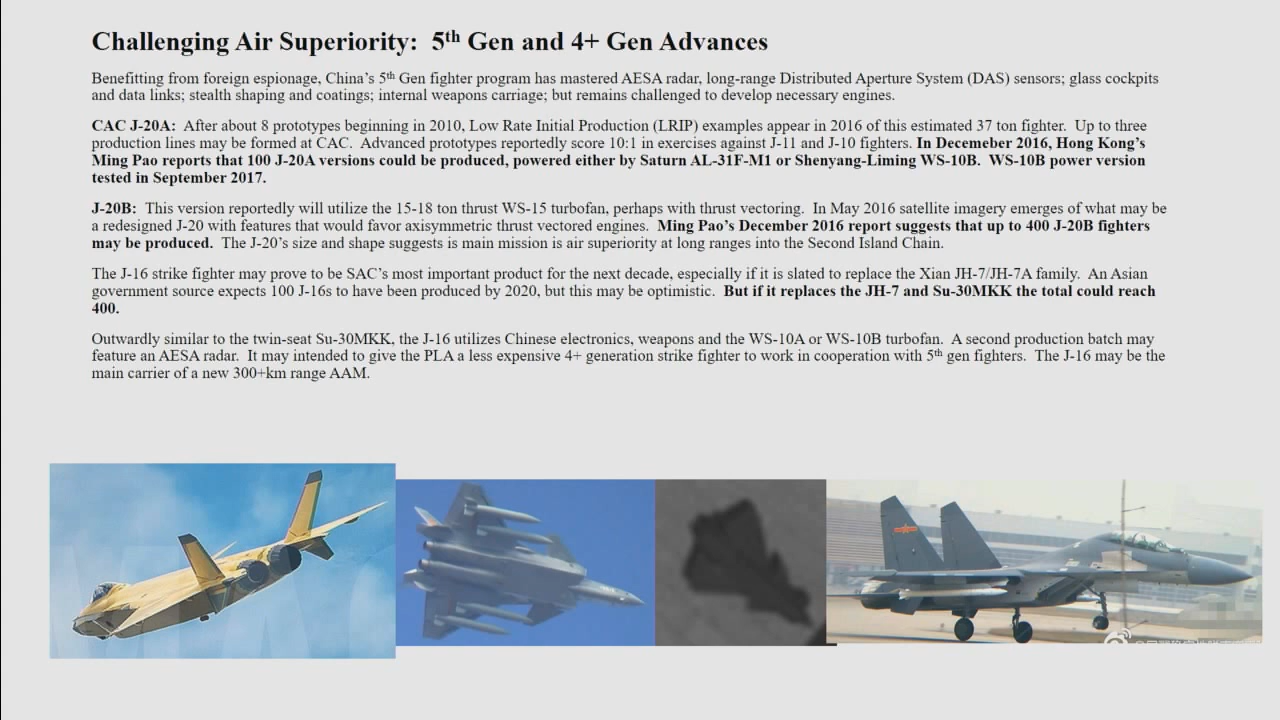 Challenging Air Superiority: 5th Gen and 4+ Gen Advances
Benefitting from foreign espionage, China's 5th Gen fighter program has mastered AESA radar, long-range Distributed Aperture System (DAS) sensors; glass cockpits
and data links; stealth shaping and coatings; internal weapons carriage; but remains challenged to develop necessary engines.
CAC J-20A: After about 8 prototypes beginning in 2010, Low Rate Initial Production (LRIP) examples appear in 2016 of this estimated 37 ton fighter. Up to three
production lines may be formed at CAC. Advanced prototypes reportedly score 10:1 in exercises against J-11 and J-10 fighters. In Decemeber 2016, Hong Kong's
Ming Pao reports that 100 J-20A versions could be produced, powered either by Saturn AL-31F-M1 or Shenyang-Liming WS-10B. WS-10B power version
tested in September 2017.
J-20B: This version reportedly will utilize the 15-18 ton thrust WS-15 turbofan, perhaps with thrust vectoring. In May 2016 satellite imagery emerges of what may be
a redesigned J-20 with features that would favor axisymmetric thrust vectored engines. Ming Pao's December 2016 report suggests that up to 400 J-20B fighters
may be produced. The J-20's size and shape suggests is main mission is air superiority at long ranges into the Second Island Chain.
The J-16 strike fighter may prove to be SAC's most important product for the next decade, especially if it is slated to replace the Xian JH-7/JH-7A family. An Asian
government source expects 100 J-16s to have been produced by 2020, but this may be optimistic. But if it replaces the JH-7 and Su-30MKK the total could reach
400.
Outwardly similar to the twin-seat Su-30MKK, the J-16 utilizes Chinese electronics, weapons and the WS-10A or WS-10B turbofan. A second production batch may
feature an AESA radar. It may intended to give the PLA a less expensive 4+ generation strike fighter to work in cooperation with 5th gen fighters. The J-16 may be the
main carrier of a new 300+km range AAM.